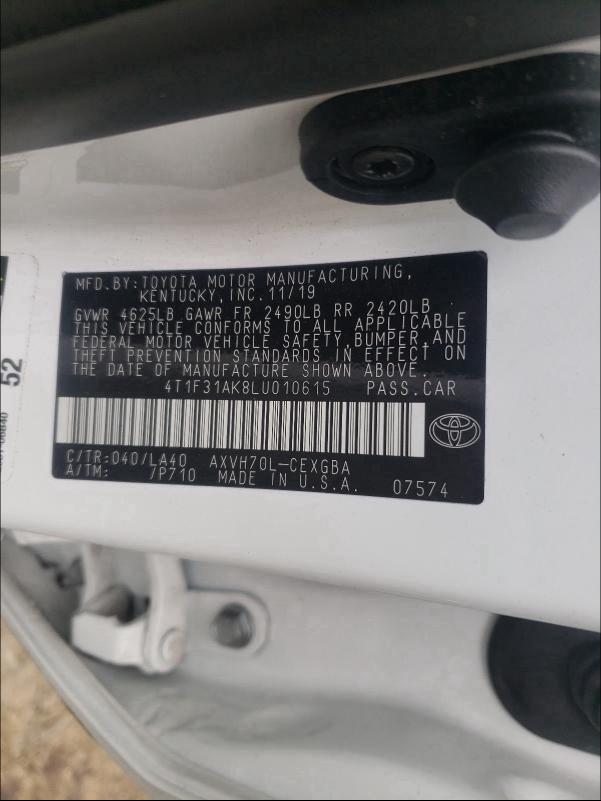 MFD.BY:TOYOTA MOTOR MANUFACTURING,
KENTUCKY, INC.11/19
GVWR 4625LB GAWR FR 2490LB RR 2420LB
THIS VEHICLE CONFORMS TO ALL APPLICABLE
FEDERAL MOTOR VEHICLE SAFETY,BUMPER,AND
THEFT PREVENTION STANDARDS IN EFFECT ON
THE DATE OF MANUFACTURE SHOWN ABOVE.
4T1F31AK8LU010615 PASS.CAR
C/TR:040/LA40 AXVH70L-CEXGBA
A/TM: /P710 MADE IN U.S.A. 07574
52